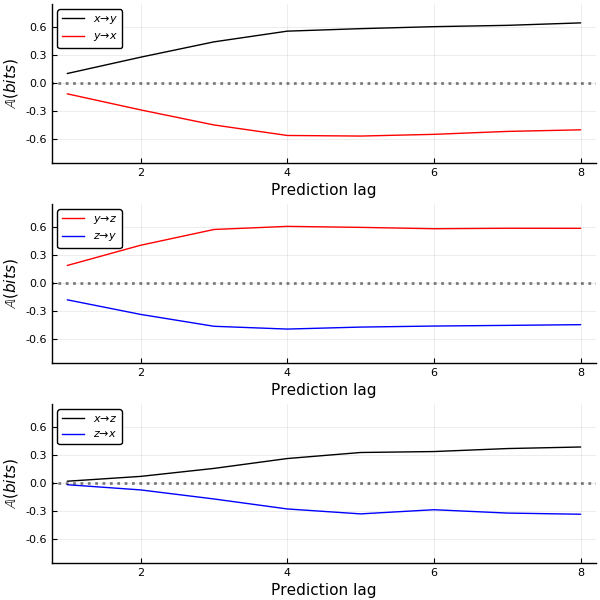 x→y
y→x
0.6
0.3
0.0
-0.3
-0.6
𝔸(bits)
2 4 6 8
Prediction lag
y→z
z→y
0.6
0.3
0.0
-0.3
-0.6
𝔸(bits)
2 4 6 8
Prediction lag
x→z
z→x
0.6
0.3
0.0
-0.3
-0.6
𝔸(bits)
2 4 6 8
Prediction lag